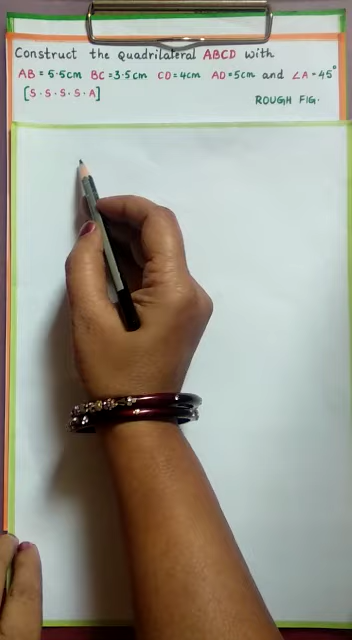 Construct the quadrilateral ABCD with
AB = 5.5cm BC = 3.5cm CD = 4cm AD = 5cm and ∠A = 45°
[S.S.S.S.A]
ROUGH FIG.